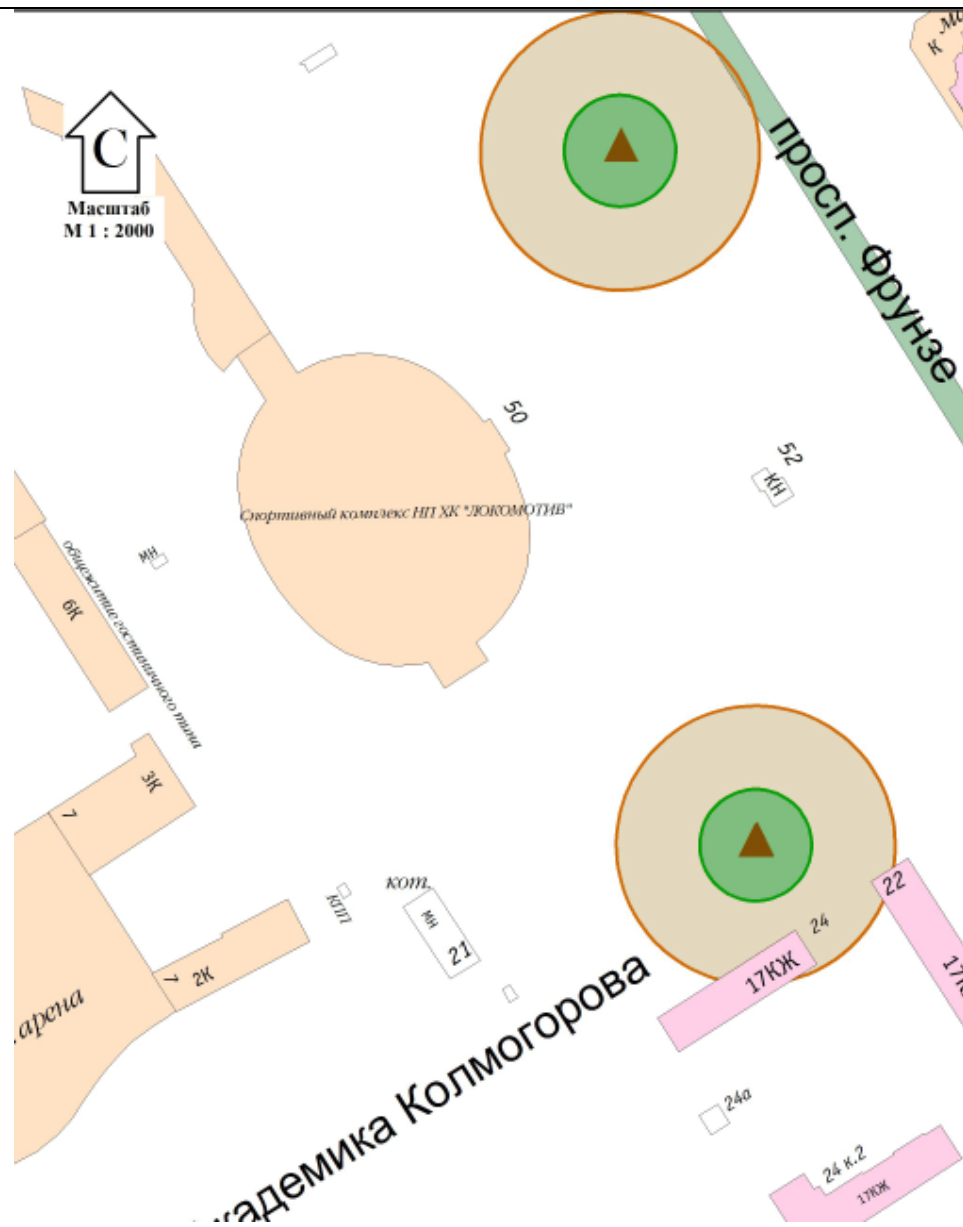 С
Масштаб
М 1 : 2000
К
просп. Фрунзе
50
52
КН
Спортивный комплекс НП ХК "ЛОКОМОТИВ"
МН
общежитие гостиничного типа
6К
3К
7
кот.
КПП
МН
21
22
24
17КЖ
7
2К
.арена
кадемика Колмогорова
24а
24 к.2
17КЖ